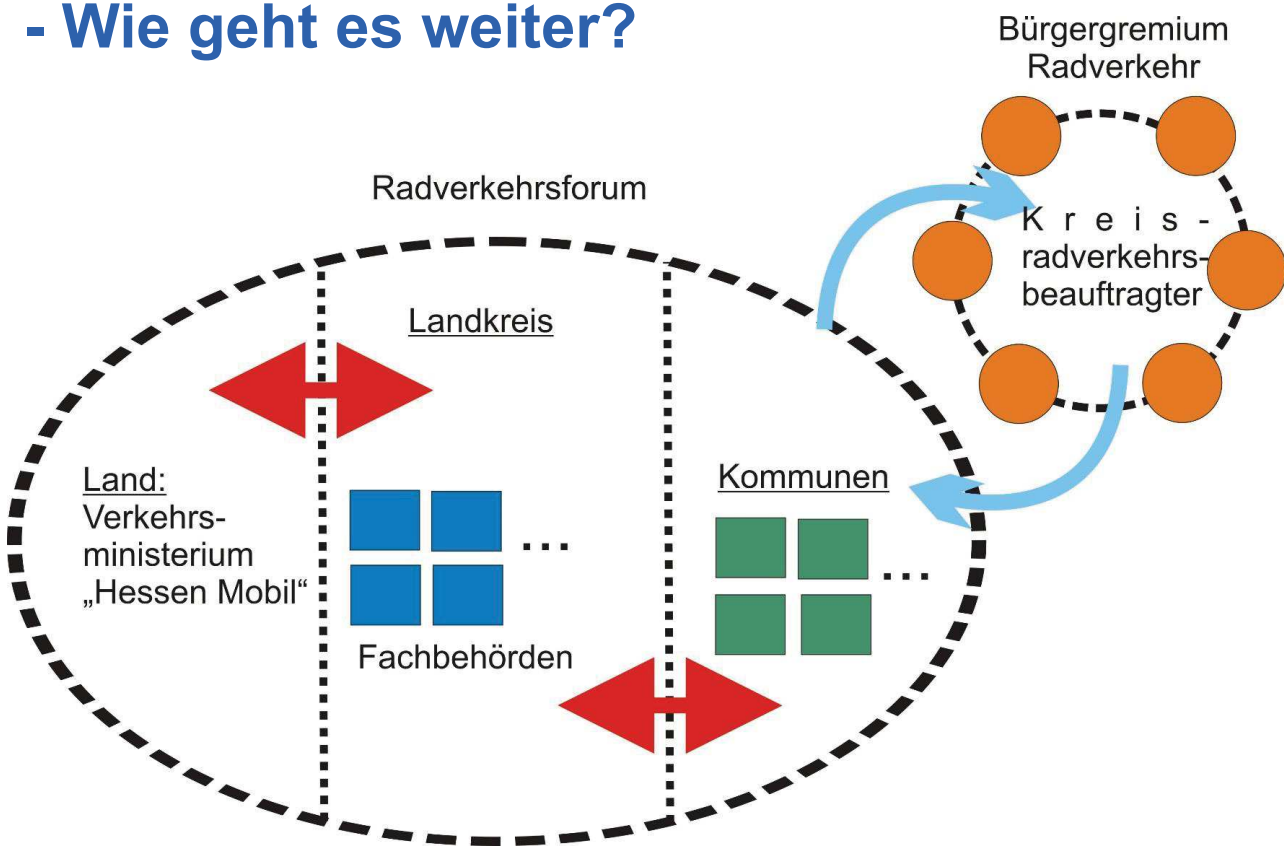 - Wie geht es weiter?
Bürgergremium
Radverkehr
Radverkehrsforum
K r e i s -
radverkehrs-
beauftragter
Landkreis
Land:
Verkehrs-
ministerium
„Hessen Mobil“
...
Fachbehörden
Kommunen
...